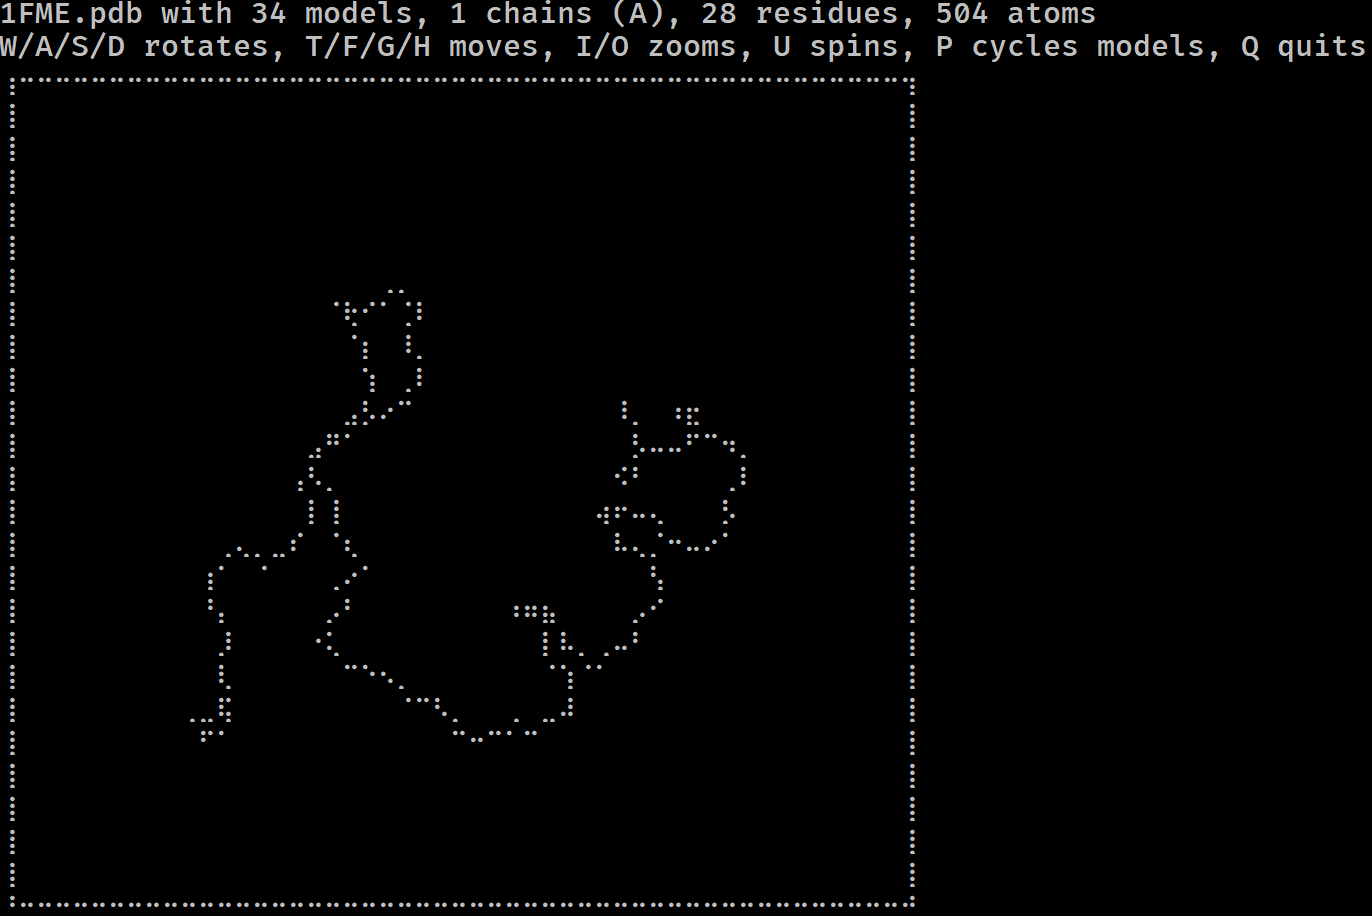 1FME.pdb with 34 models, 1 chains (A), 28 residues, 504 atoms
W/A/S/D rotates, T/F/G/H moves, I/O zooms, U spins, P cycles models, Q quits